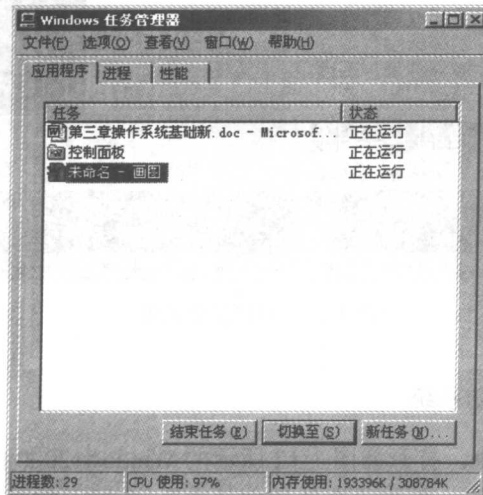 Windows 任务管理器
文件(F) 选项(O) 查看(V) 窗口(W) 帮助(H)
应用程序 进程 性能
任务 状态
第三章操作系统基础新.doc - Microsof... 正在运行
控制面板 正在运行
未命名 - 画图 正在运行
结束任务(E) 切换至(S) 新任务(N)...
进程数: 29 CPU 使用: 97% 内存使用: 193396K / 308784K